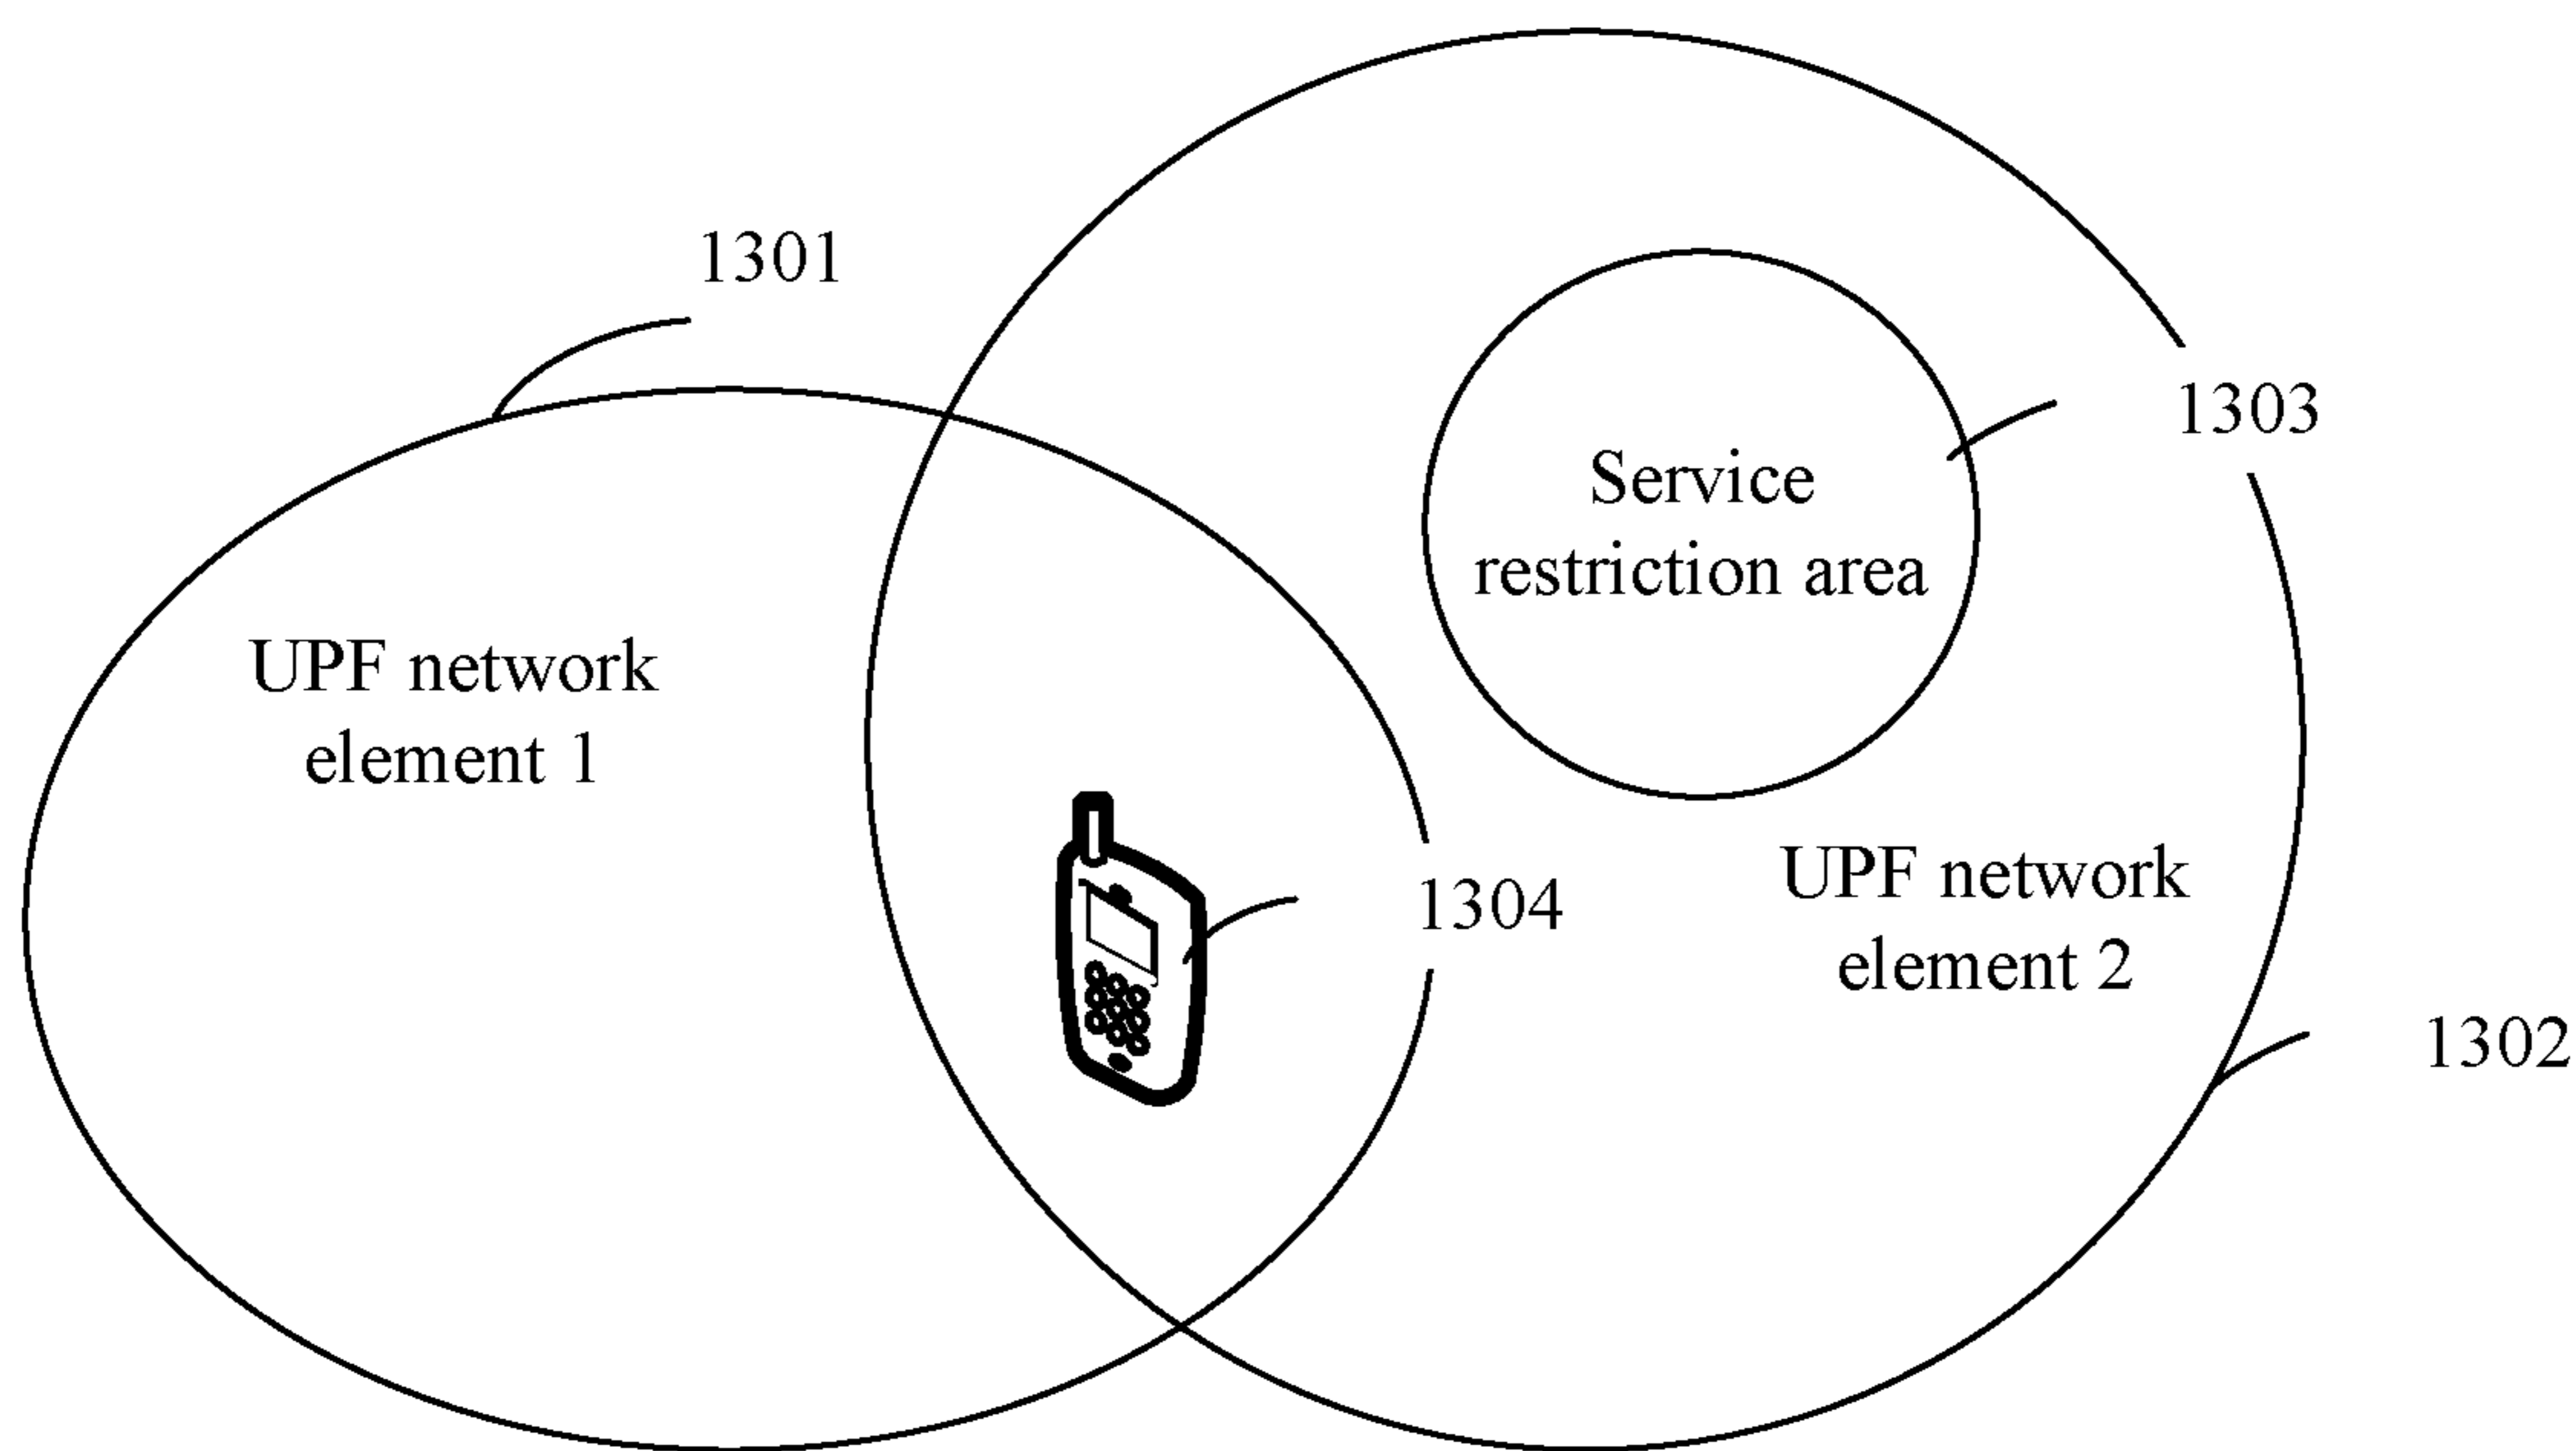 1301
1303
Service
restriction area
UPF network
element 1
UPF network
element 2
1304
1302